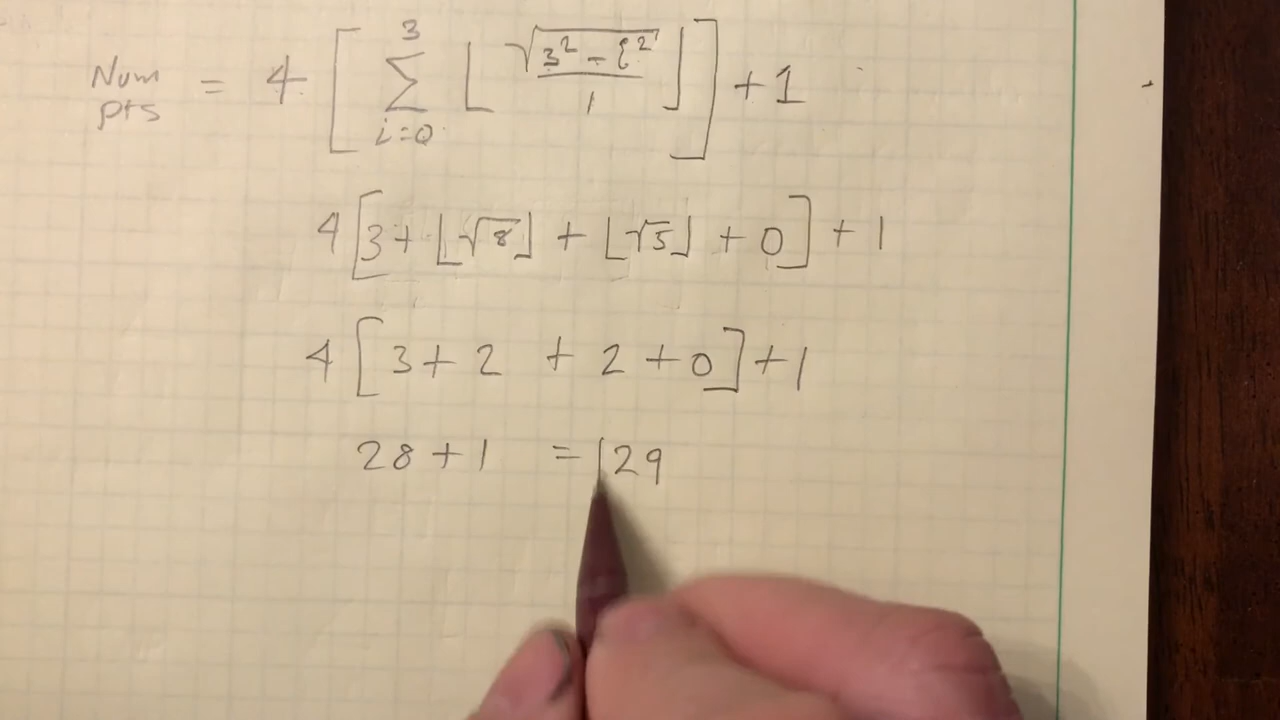 Num pts = 4 [ ∑_{i=0}^{3} ⌊ √(3² - i²) / 1 ⌋ ] + 1
4 [ 3 + ⌊√8⌋ + ⌊√5⌋ + 0 ] + 1
4 [ 3 + 2 + 2 + 0 ] + 1
28 + 1 = 29